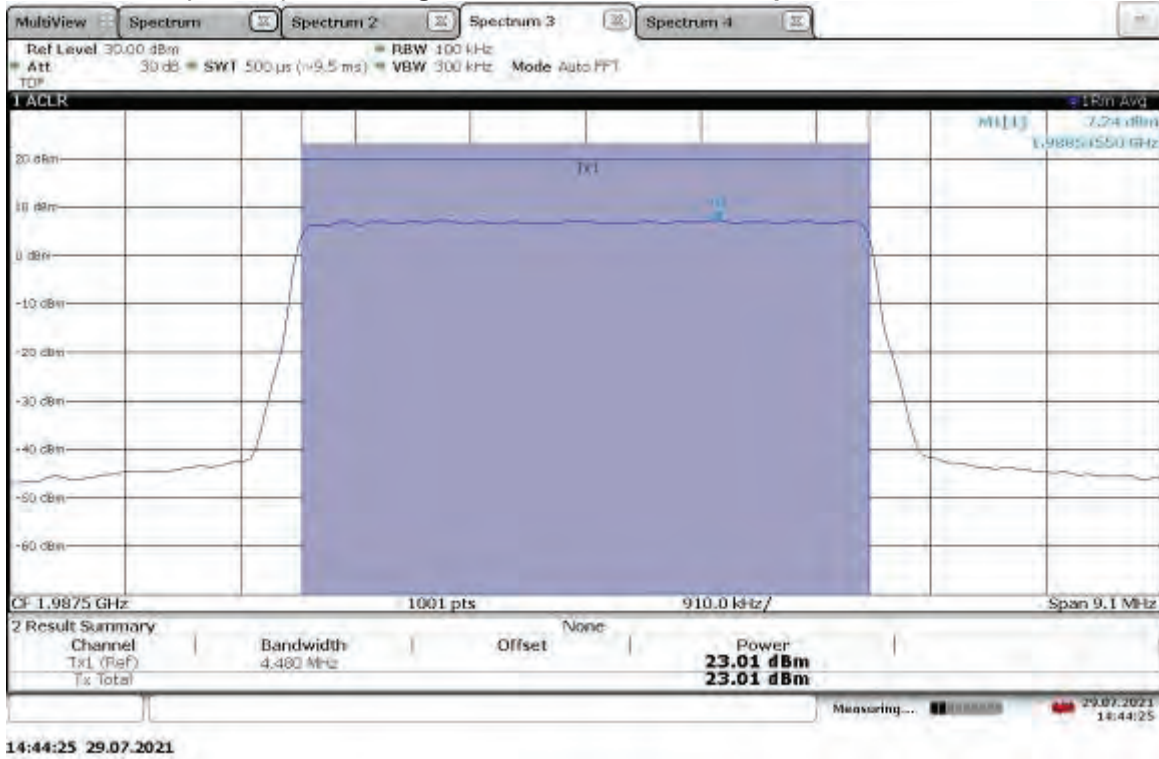 MultiView Spectrum Spectrum 2 Spectrum 3 Spectrum 4
Ref Level 30.00 dBm RBW 100 kHz
Att 30 dB SWT 500 µs (~9.5 ms) VBW 300 kHz Mode Auto FFT
TDF
1 ACLR 1Rm Avg
M1[1] 7.24 dBm
GHz
20 dBm
Tx1
10 dBm
M1
0 dBm
-10 dBm
-20 dBm
-30 dBm
-40 dBm
-50 dBm
-60 dBm
CF 1.9875 GHz 1001 pts 910.0 kHz/ Span 9.1 MHz
2 Result Summary None
Channel Bandwidth Offset Power
Tx1 (Ref) 4.480 MHz 23.01 dBm
Tx Total 23.01 dBm
Measuring... 29.07.2021
14:44:25
14:44:25 29.07.2021